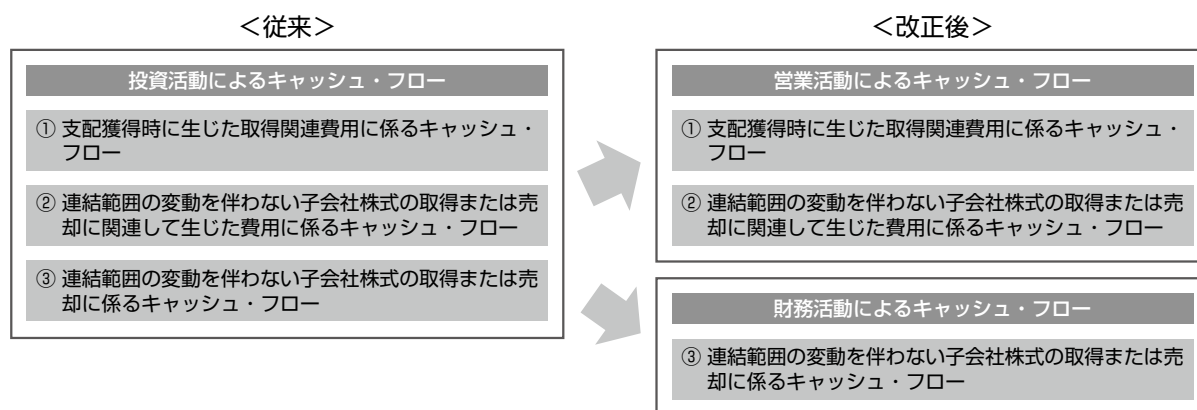 ＜従来＞
投資活動によるキャッシュ・フロー
① 支配獲得時に生じた取得関連費用に係るキャッシュ・
フロー
② 連結範囲の変動を伴わない子会社株式の取得または売
却に関連して生じた費用に係るキャッシュ・フロー
③ 連結範囲の変動を伴わない子会社株式の取得または売
却に係るキャッシュ・フロー
＜改正後＞
営業活動によるキャッシュ・フロー
① 支配獲得時に生じた取得関連費用に係るキャッシュ・
フロー
② 連結範囲の変動を伴わない子会社株式の取得または売
却に関連して生じた費用に係るキャッシュ・フロー
財務活動によるキャッシュ・フロー
③ 連結範囲の変動を伴わない子会社株式の取得または売
却に係るキャッシュ・フロー